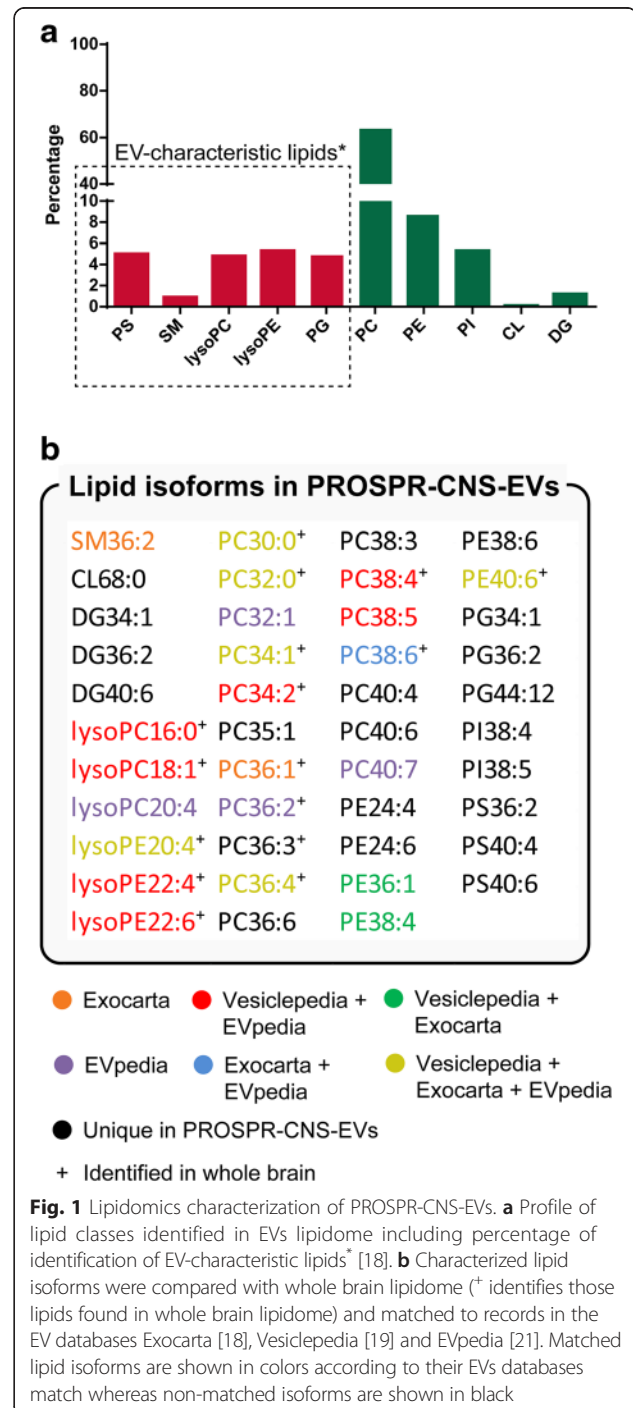 a
100
80
60
40
10
8
6
4
2
0
Percentage
EV-characteristic lipids*
PS SM lysoPC lysoPE PG PC PE PI CL DG
b
Lipid isoforms in PROSPR-CNS-EVs
SM36:2 PC30:0+ PC38:3 PE38:6
CL68:0 PC32:0+ PC38:4+ PE40:6+
DG34:1 PC32:1 PC38:5 PG34:1
DG36:2 PC34:1+ PC38:6+ PG36:2
DG40:6 PC34:2+ PC40:4 PG44:12
lysoPC16:0+ PC35:1 PC40:6 PI38:4
lysoPC18:1+ PC36:1+ PC40:7 PI38:5
lysoPC20:4 PC36:2+ PE24:4 PS36:2
lysoPE20:4+ PC36:3+ PE24:6 PS40:4
lysoPE22:4+ PC36:4+ PE36:1 PS40:6
lysoPE22:6+ PC36:6 PE38:4
Exocarta
Vesiclepedia +
EVpedia
Vesiclepedia +
Exocarta
EVpedia
Exocarta +
EVpedia
Vesiclepedia +
Exocarta + EVpedia
Unique in PROSPR-CNS-EVs
+ Identified in whole brain
Fig. 1 Lipidomics characterization of PROSPR-CNS-EVs. a Profile of
lipid classes identified in EVs lipidome including percentage of
identification of EV-characteristic lipids* [18]. b Characterized lipid
isoforms were compared with whole brain lipidome (+ identifies those
lipids found in whole brain lipidome) and matched to records in the
EV databases Exocarta [18], Vesiclepedia [19] and EVpedia [21]. Matched
lipid isoforms are shown in colors according to their EVs databases
match whereas non-matched isoforms are shown in black